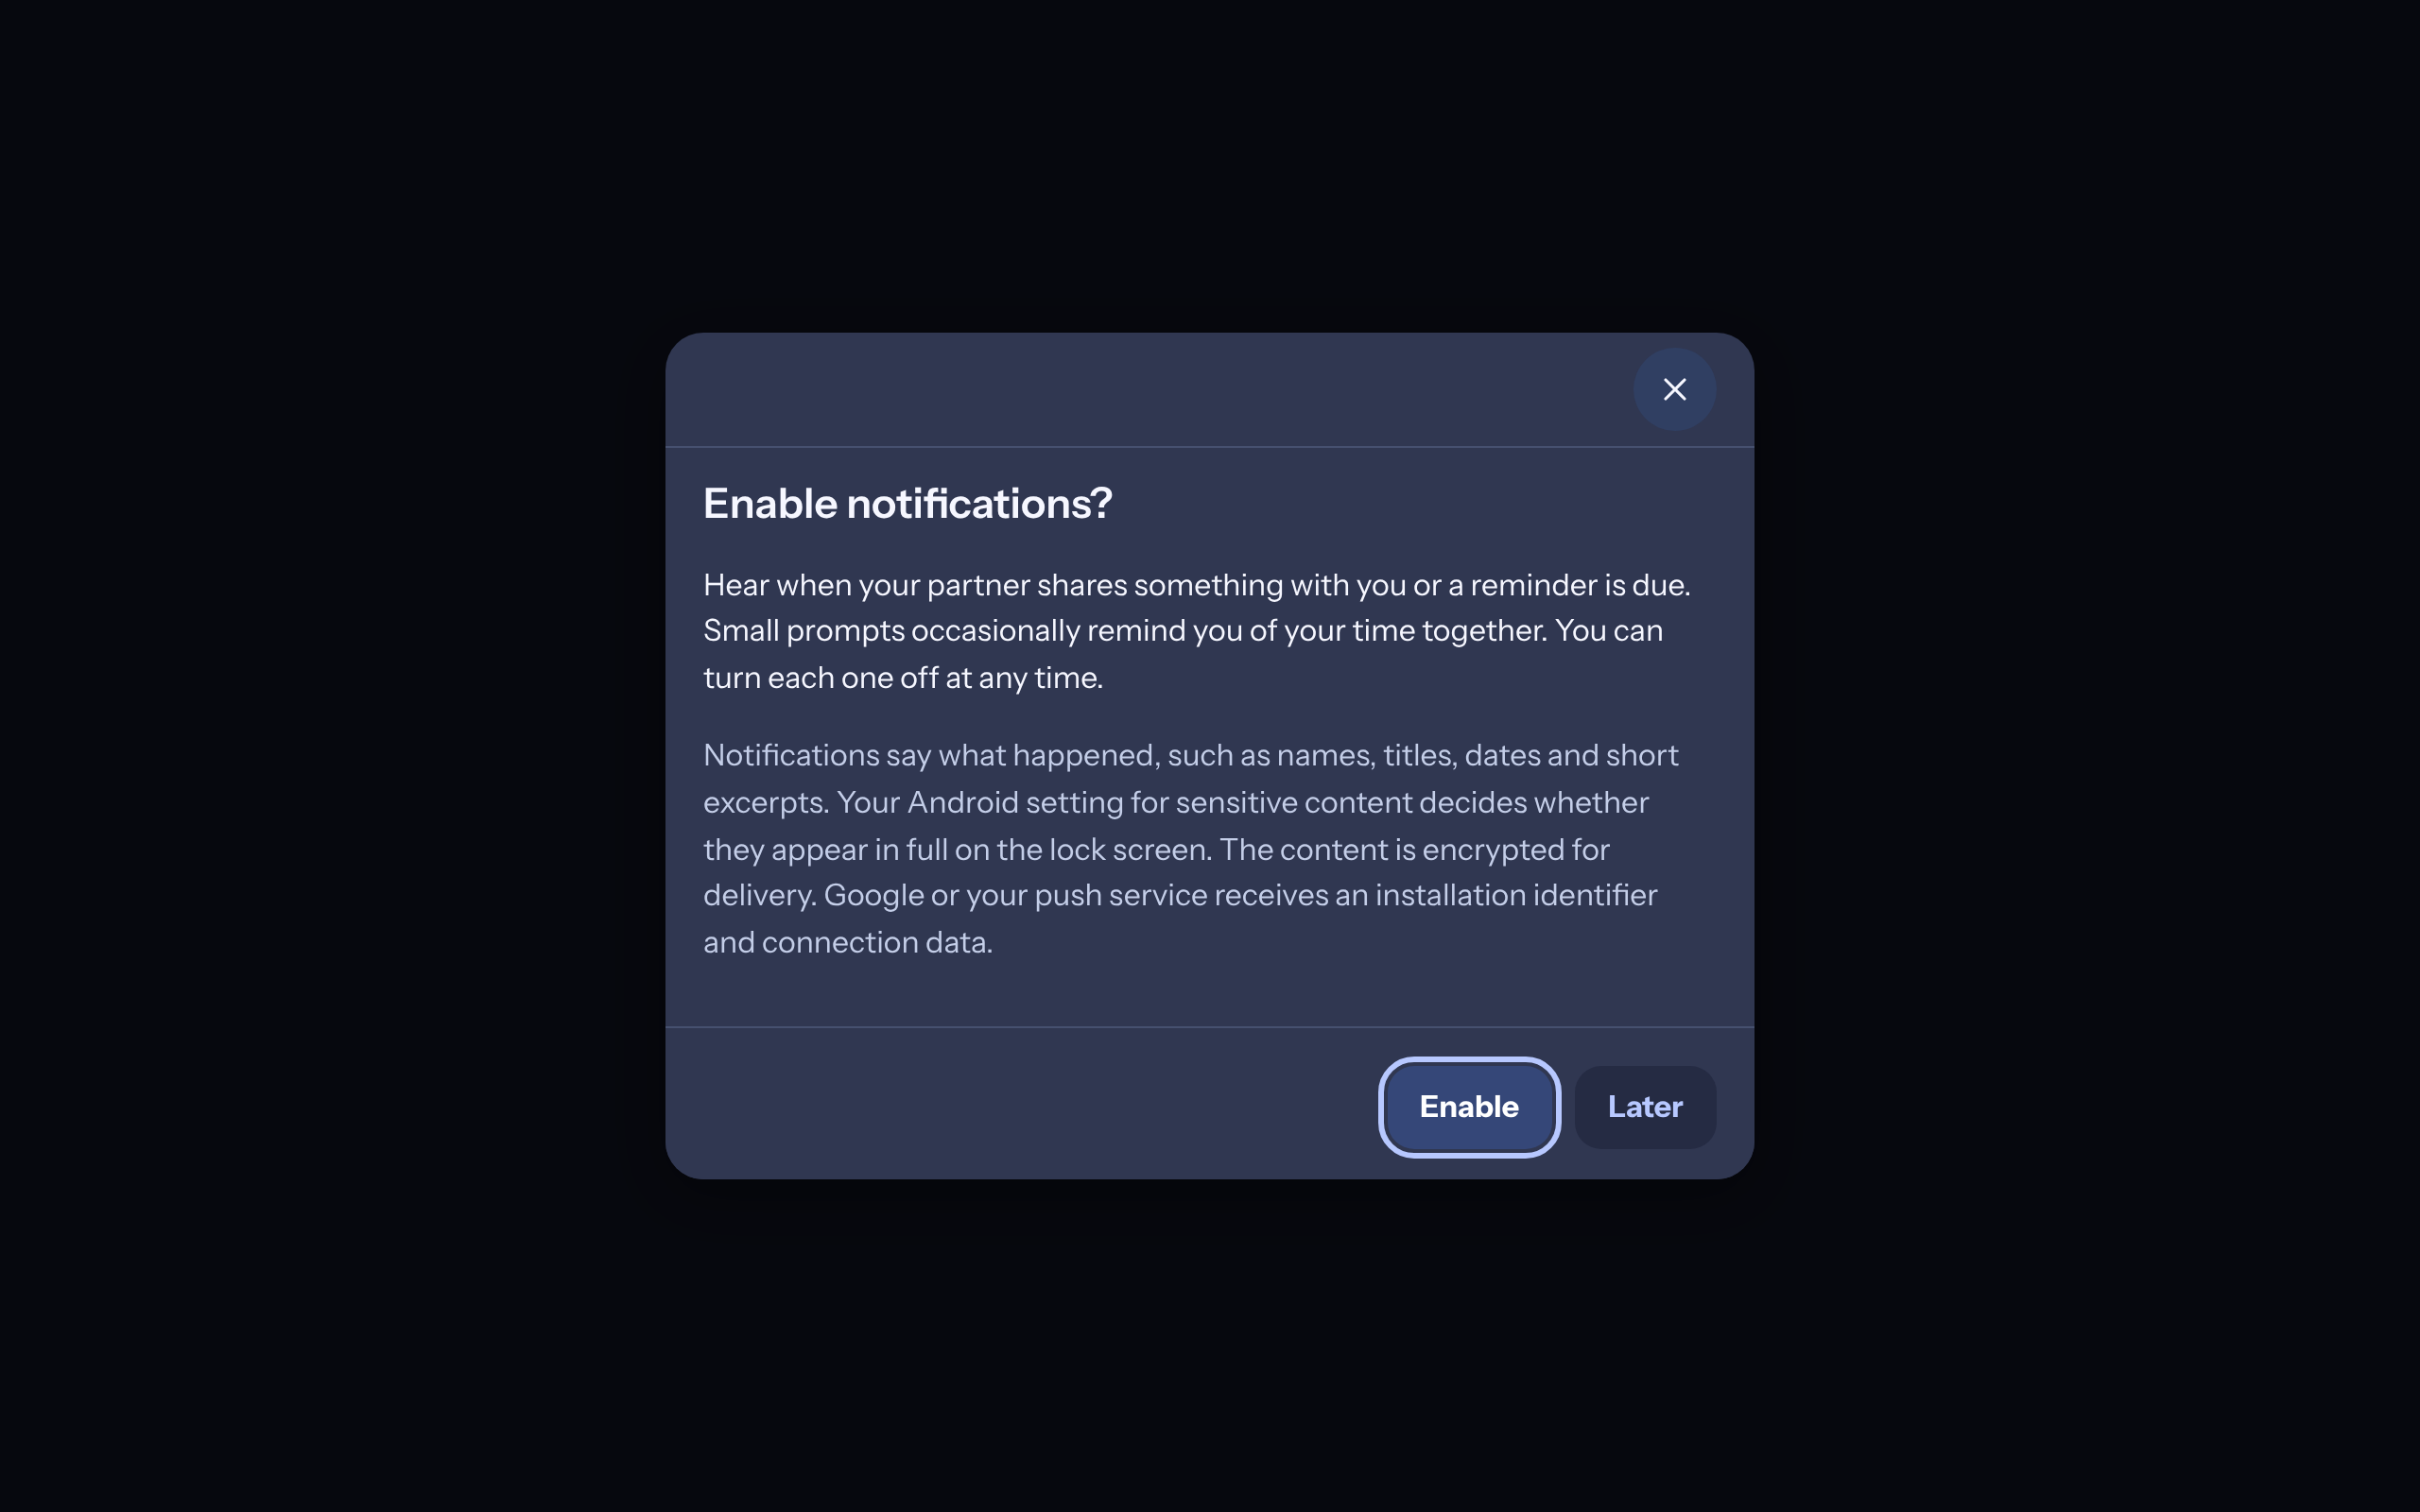 Enable notifications?
Hear when your partner shares something with you or a reminder is due.
Small prompts occasionally remind you of your time together. You can
turn each one off at any time.
Notifications say what happened, such as names, titles, dates and short
excerpts. Your Android setting for sensitive content decides whether
they appear in full on the lock screen. The content is encrypted for
delivery. Google or your push service receives an installation identifier
and connection data.
Enable
Later